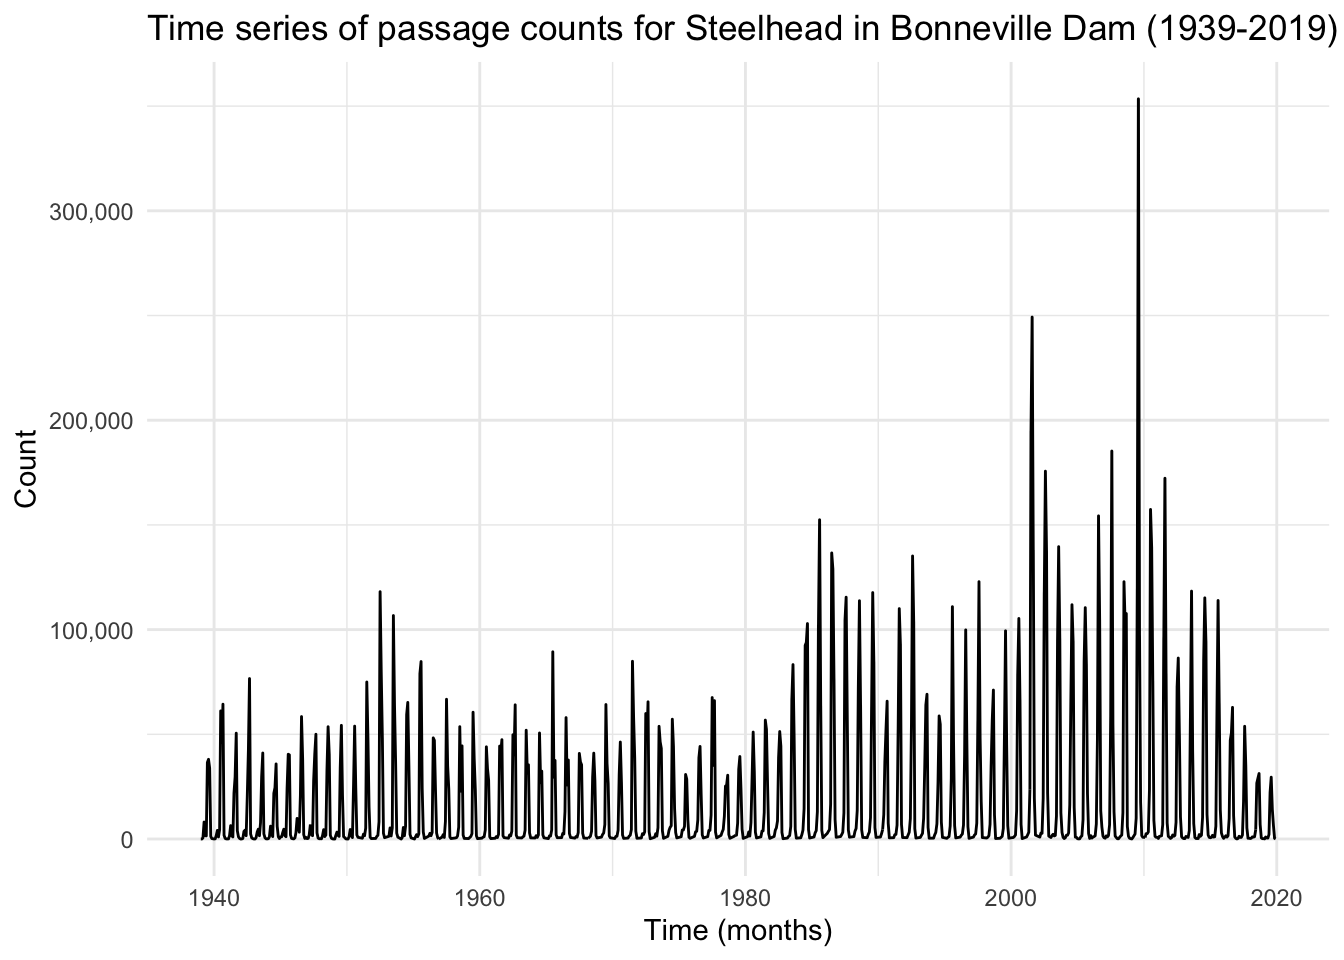 Time series of passage counts for Steelhead in Bonneville Dam (1939-2019)
300,000
200,000
100,000
0
Count
1940 1960 1980 2000 2020
Time (months)